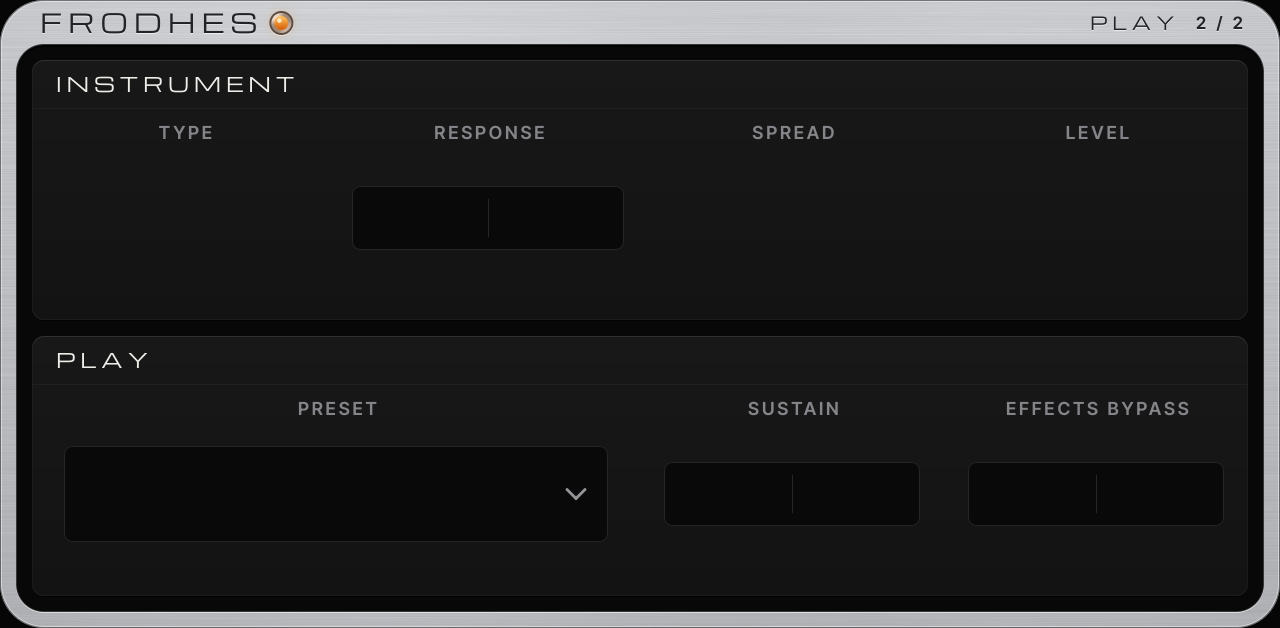 FRODHES
PLAY 2 / 2
INSTRUMENT
TYPE RESPONSE SPREAD LEVEL
PLAY
PRESET SUSTAIN EFFECTS BYPASS